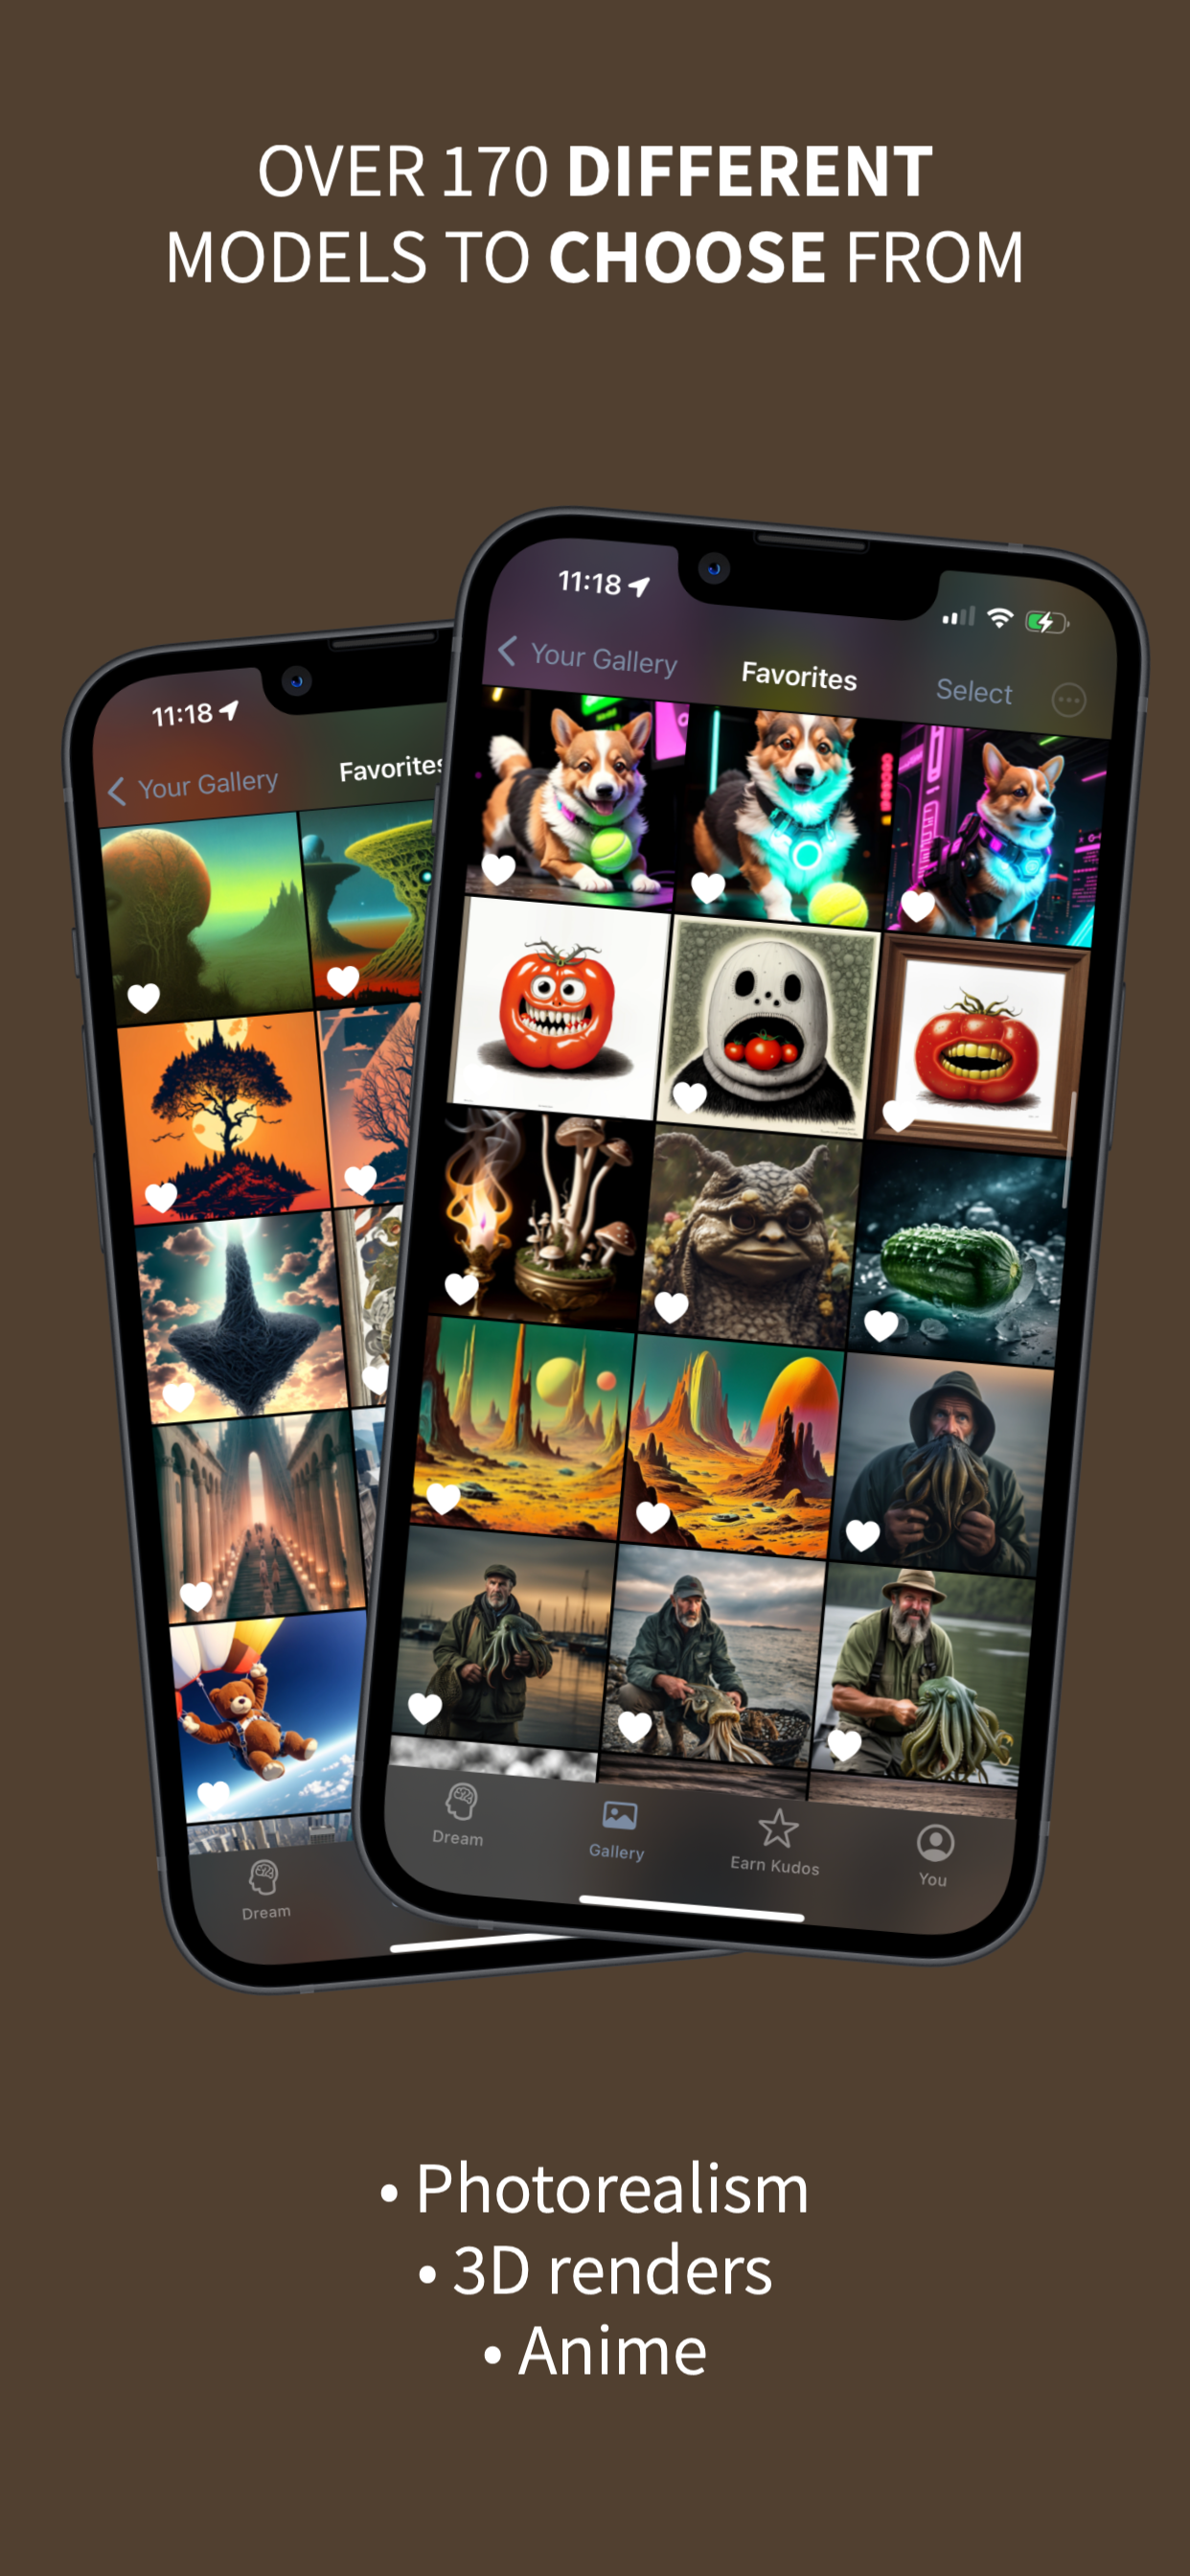 OVER 170 DIFFERENT
MODELS TO CHOOSE FROM
11:18
Your Gallery
Favorites
11:18
Your Gallery
Favorites
Select
Dream
Dream
Gallery
Earn Kudos
You
• Photorealism
• 3D renders
• Anime